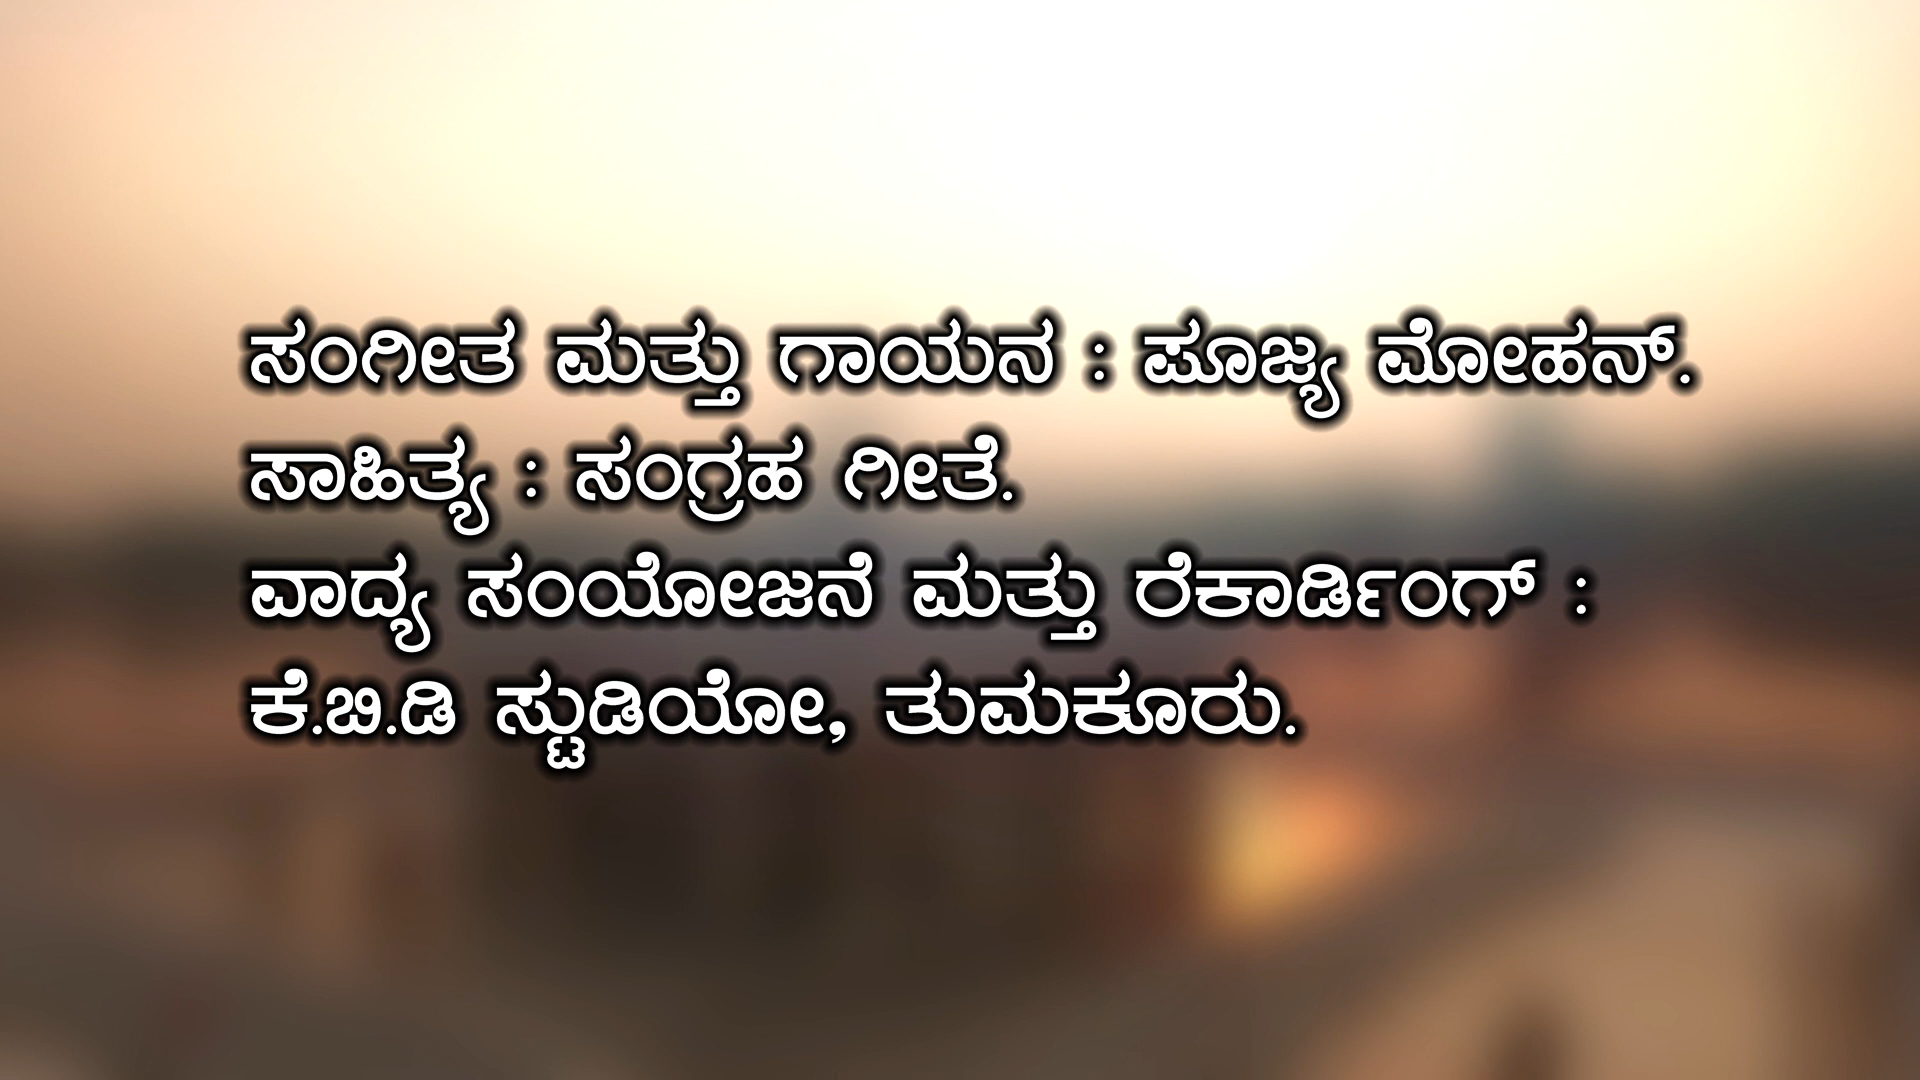 ಸಂಗೀತ ಮತ್ತು ಗಾಯನ : ಪೂಜ್ಯ ಮೋಹನ್.
ಸಾಹಿತ್ಯ : ಸಂಗ್ರಹ ಗೀತೆ.
ವಾದ್ಯ ಸಂಯೋಜನೆ ಮತ್ತು ರೆಕಾರ್ಡಿಂಗ್ :
ಕೆ.ಬಿ.ಡಿ ಸ್ಟುಡಿಯೋ, ತುಮಕೂರು.